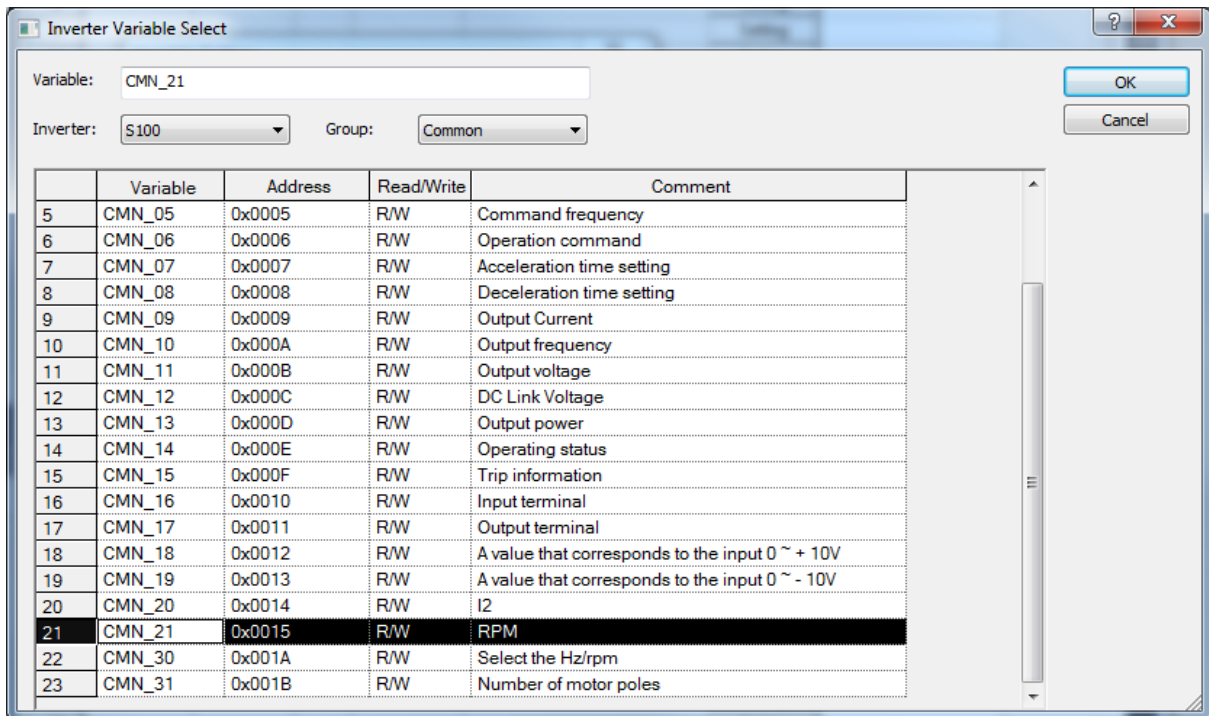 Inverter Variable Select
Variable: CMN_21 OK
Inverter: S100 Group: Common Cancel
Variable Address Read/Write Comment
5 CMN_05 0x0005 R/W Command frequency
6 CMN_06 0x0006 R/W Operation command
7 CMN_07 0x0007 R/W Acceleration time setting
8 CMN_08 0x0008 R/W Deceleration time setting
9 CMN_09 0x0009 R/W Output Current
10 CMN_10 0x000A R/W Output frequency
11 CMN_11 0x000B R/W Output voltage
12 CMN_12 0x000C R/W DC Link Voltage
13 CMN_13 0x000D R/W Output power
14 CMN_14 0x000E R/W Operating status
15 CMN_15 0x000F R/W Trip information
16 CMN_16 0x0010 R/W Input terminal
17 CMN_17 0x0011 R/W Output terminal
18 CMN_18 0x0012 R/W A value that corresponds to the input 0 ~ + 10V
19 CMN_19 0x0013 R/W A value that corresponds to the input 0 ~ - 10V
20 CMN_20 0x0014 R/W I2
21 CMN_21 0x0015 R/W RPM
22 CMN_30 0x001A R/W Select the Hz/rpm
23 CMN_31 0x001B R/W Number of motor poles